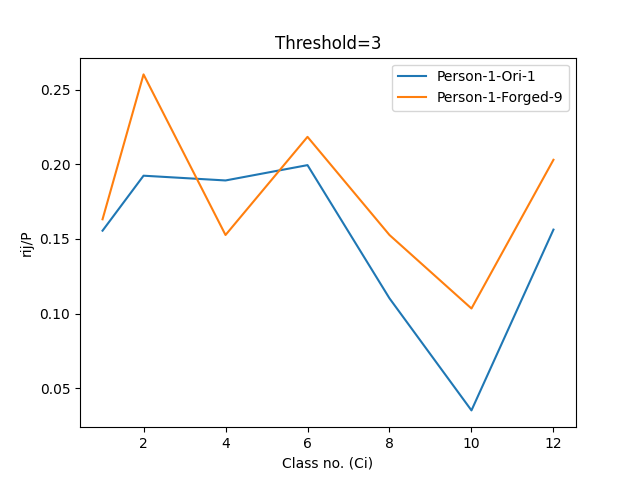 Threshold=3
Person-1-Ori-1
Person-1-Forged-9
rij/P
0.25
0.20
0.15
0.10
0.05
2 4 6 8 10 12
Class no. (Ci)